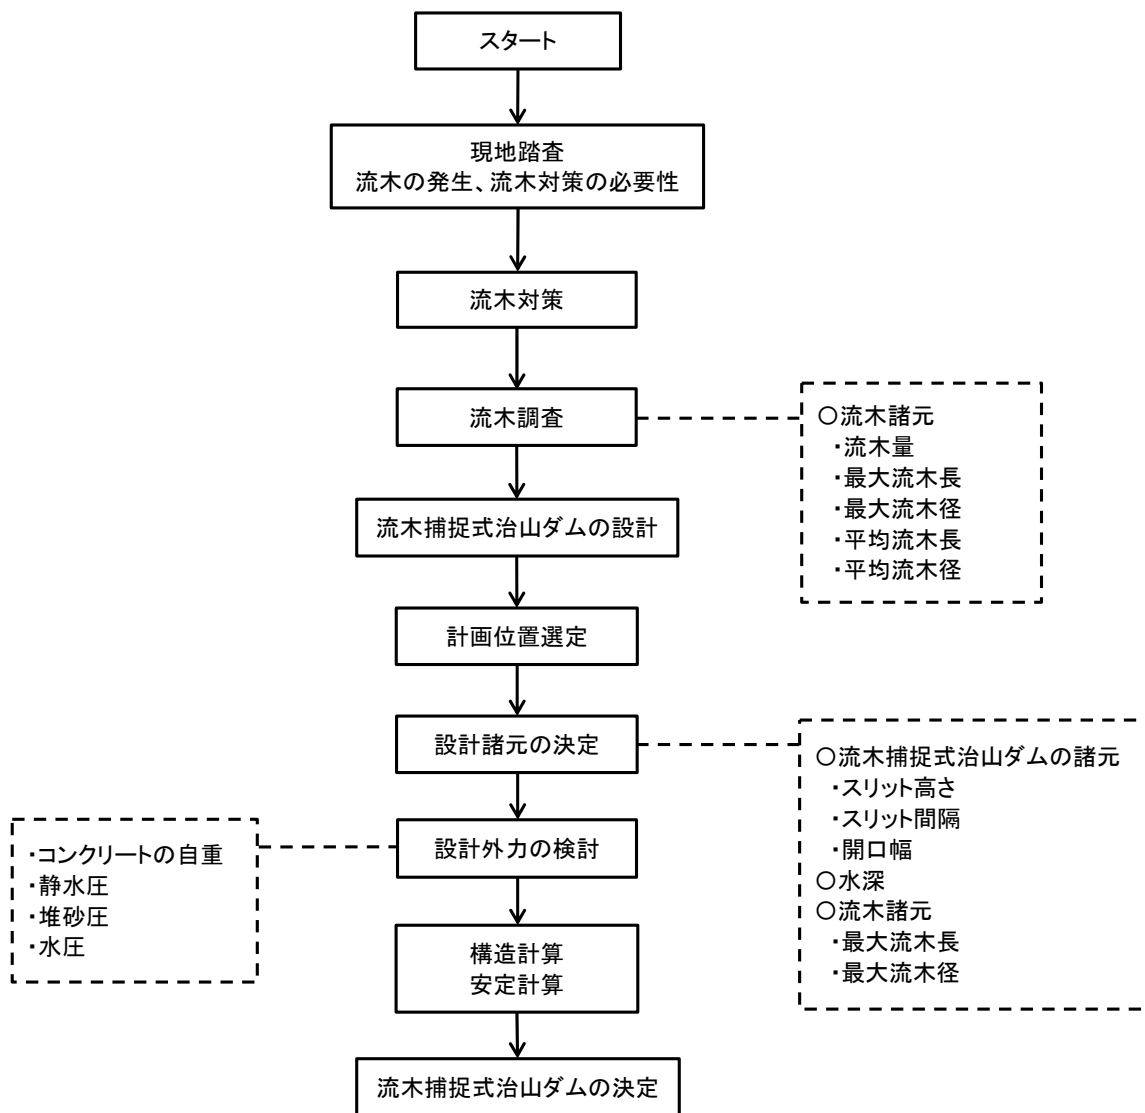 スタート
現地踏査
流木の発生、流木対策の必要性
流木対策
流木調査
〇流木諸元
・流木量
・最大流木長
・最大流木径
・平均流木長
・平均流木径
流木捕捉式治山ダムの設計
計画位置選定
設計諸元の決定
〇流木捕捉式治山ダムの諸元
・スリット高さ
・スリット間隔
・開口幅
〇水深
〇流木諸元
・最大流木長
・最大流木径
設計外力の検討
・コンクリートの自重
・静水圧
・堆砂圧
・水圧
構造計算
安定計算
流木捕捉式治山ダムの決定